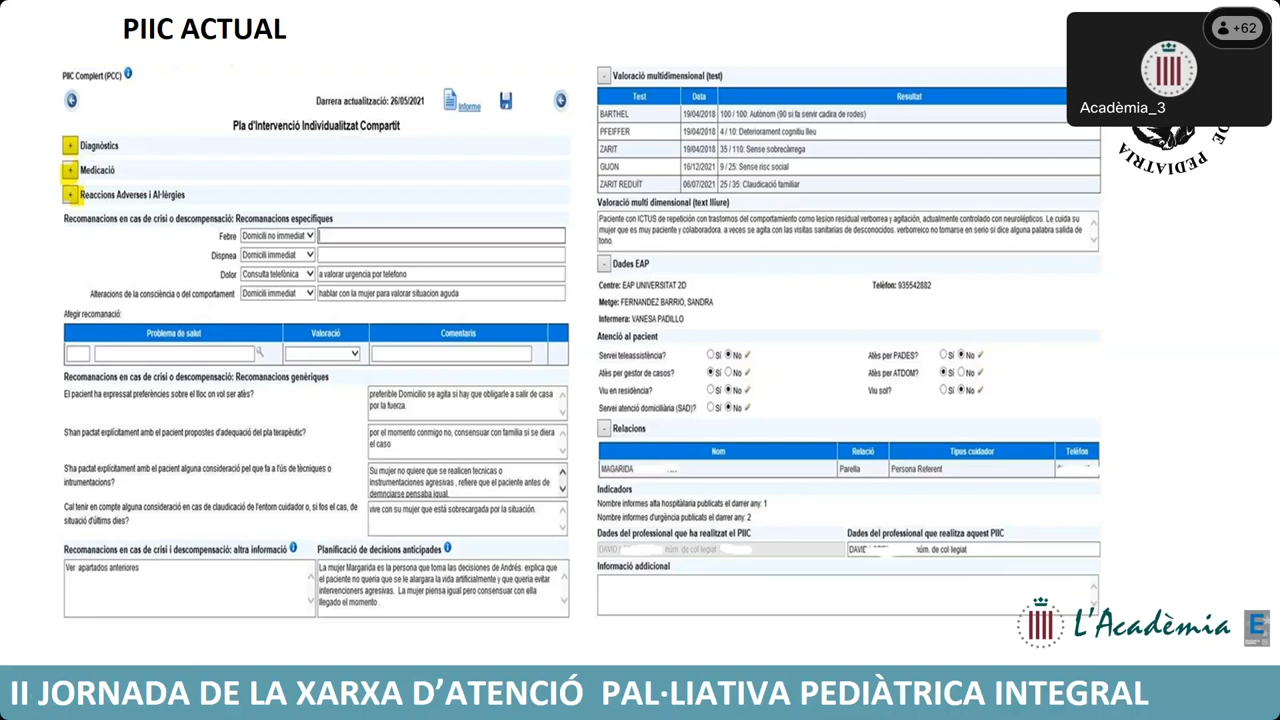 PIIC ACTUAL
+62
Acadèmia_3
DE PEDIATRIA
PIIC Complert (PCC)
Darrera actualització: 26/05/2021
Informe
Pla d'Intervenció Individualitzat Compartit
+ Diagnòstics
+ Medicació
+ Reaccions Adverses i Al·lèrgies
Recomanacions en cas de crisi o descompensació: Recomanacions específiques
Febre Domicili no immediat
Dispnea Domicili immediat
Dolor Consulta telefònica a valorar urgencia por telefono
Alteracions de la consciència o del comportament Domicili immediat hablar con la mujer para valorar situacion aguda
Afegir recomanació:
Problema de salut Valoració Comentaris
Recomanacions en cas de crisi o descompensació: Recomanacions genèriques
El pacient ha expressat preferències sobre el lloc on vol ser atès?
preferible Domicilio se agita si hay que obligarle a salir de casa
por la fuerza.
S'han pactat explícitament amb el pacient propostes d'adequació del pla terapèutic?
por el momento conmigo no, consensuar con familia si se diera
el caso
S'ha pactat explícitament amb el pacient alguna consideració pel que fa a l'ús de tècniques o
intrumentacions?
Su mujer no quiere que se realicen tecnicas o
instrumentaciones agresivas , refiere que el paciente antes de
demnciarse pensaba igual.
Cal tenir en compte alguna consideració en cas de claudicació de l'entorn cuidador o, si fos el cas, de
situació d'últims dies?
vive con su mujer que está sobrecargada por la situación.
Recomanacions en cas de crisi i descompensació: altra informació
Ver apartados anteriores
Planificació de decisions anticipades
La mujer Margarida es la persona que toma las decisiones de Andrés. explica que
el paciente no queria que se le alargara la vida artificialmente y que queria evitar
intervencioners agresivas. La mujer piensa igual pero consensuar con ella
llegado el momento.
- Valoració multidimensional (test)
Test Data Resultat
BARTHEL 19/04/2018 100 / 100: Autònom (90 si fa servir cadira de rodes)
PFEIFFER 19/04/2018 4 / 10: Deteriorament cognitiu lleu
ZARIT 19/04/2018 35 / 110: Sense sobrecàrrega
GIJON 16/12/2021 9 / 25: Sense risc social
ZARIT REDUÏT 06/07/2021 25 / 35: Claudicació familiar
Valoració multi dimensional (text lliure)
Paciente con ICTUS de repetición con trastornos del comportamiento como lesion residual verborrea y agitación, actualmente controlado con neurolépticos. Le cuida su
mujer que es muy paciente y colaboradora. a veces se agita con las visitas sanitarias de desconocidos. verborreico no tomarse en serio si dice alguna palabra salida de
tono.
- Dades EAP
Centre: EAP UNIVERSITAT 2D Telèfon: 935542882
Metge: FERNANDEZ BARRIO, SANDRA
Infermera: VANESA PADILLO
Atenció al pacient
Servei teleassistència? Sí No Atès per PADES? Sí No
Atès per gestor de casos? Sí No Atès per ATDOM? Sí No
Viu en residència? Sí No Viu sol? Sí No
Servei atenció domiciliària (SAD)? Sí No
- Relacions
Nom Relació Tipus cuidador Telèfon
MAGARIDA Parella Persona Referent
Indicadors
Nombre informes alta hospitalària publicats el darrer any: 1
Nombre informes d'urgència publicats el darrer any: 2
Dades del professional que ha realitzat el PIIC Dades del professional que realitza aquest PIIC
DAVID núm. de col·legiat DAVID núm. de col·legiat
Informació addicional
L'Acadèmia
E
II JORNADA DE LA XARXA D'ATENCIÓ PAL·LIATIVA PEDIÀTRICA INTEGRAL